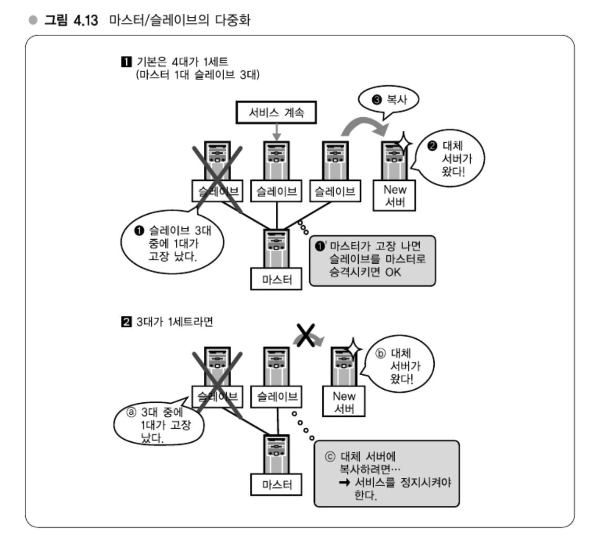 ● 그림 4.13 마스터/슬레이브의 다중화
1 기본은 4대가 1세트
(마스터 1대 슬레이브 3대)
서비스 계속
❸ 복사
❷ 대체
서버가
왔다!
슬레이브
슬레이브
슬레이브
New
서버
❶ 슬레이브 3대
중에 1대가
고장 났다.
마스터
❶′ 마스터가 고장 나면
슬레이브를 마스터로
승격시키면 OK
2 3대가 1세트라면
ⓑ 대체
서버가
왔다!
슬레이브
슬레이브
New
서버
ⓐ 3대 중에
1대가 고장
났다.
마스터
ⓒ 대체 서버에
복사하려면…
➞ 서비스를 정지시켜야
한다.